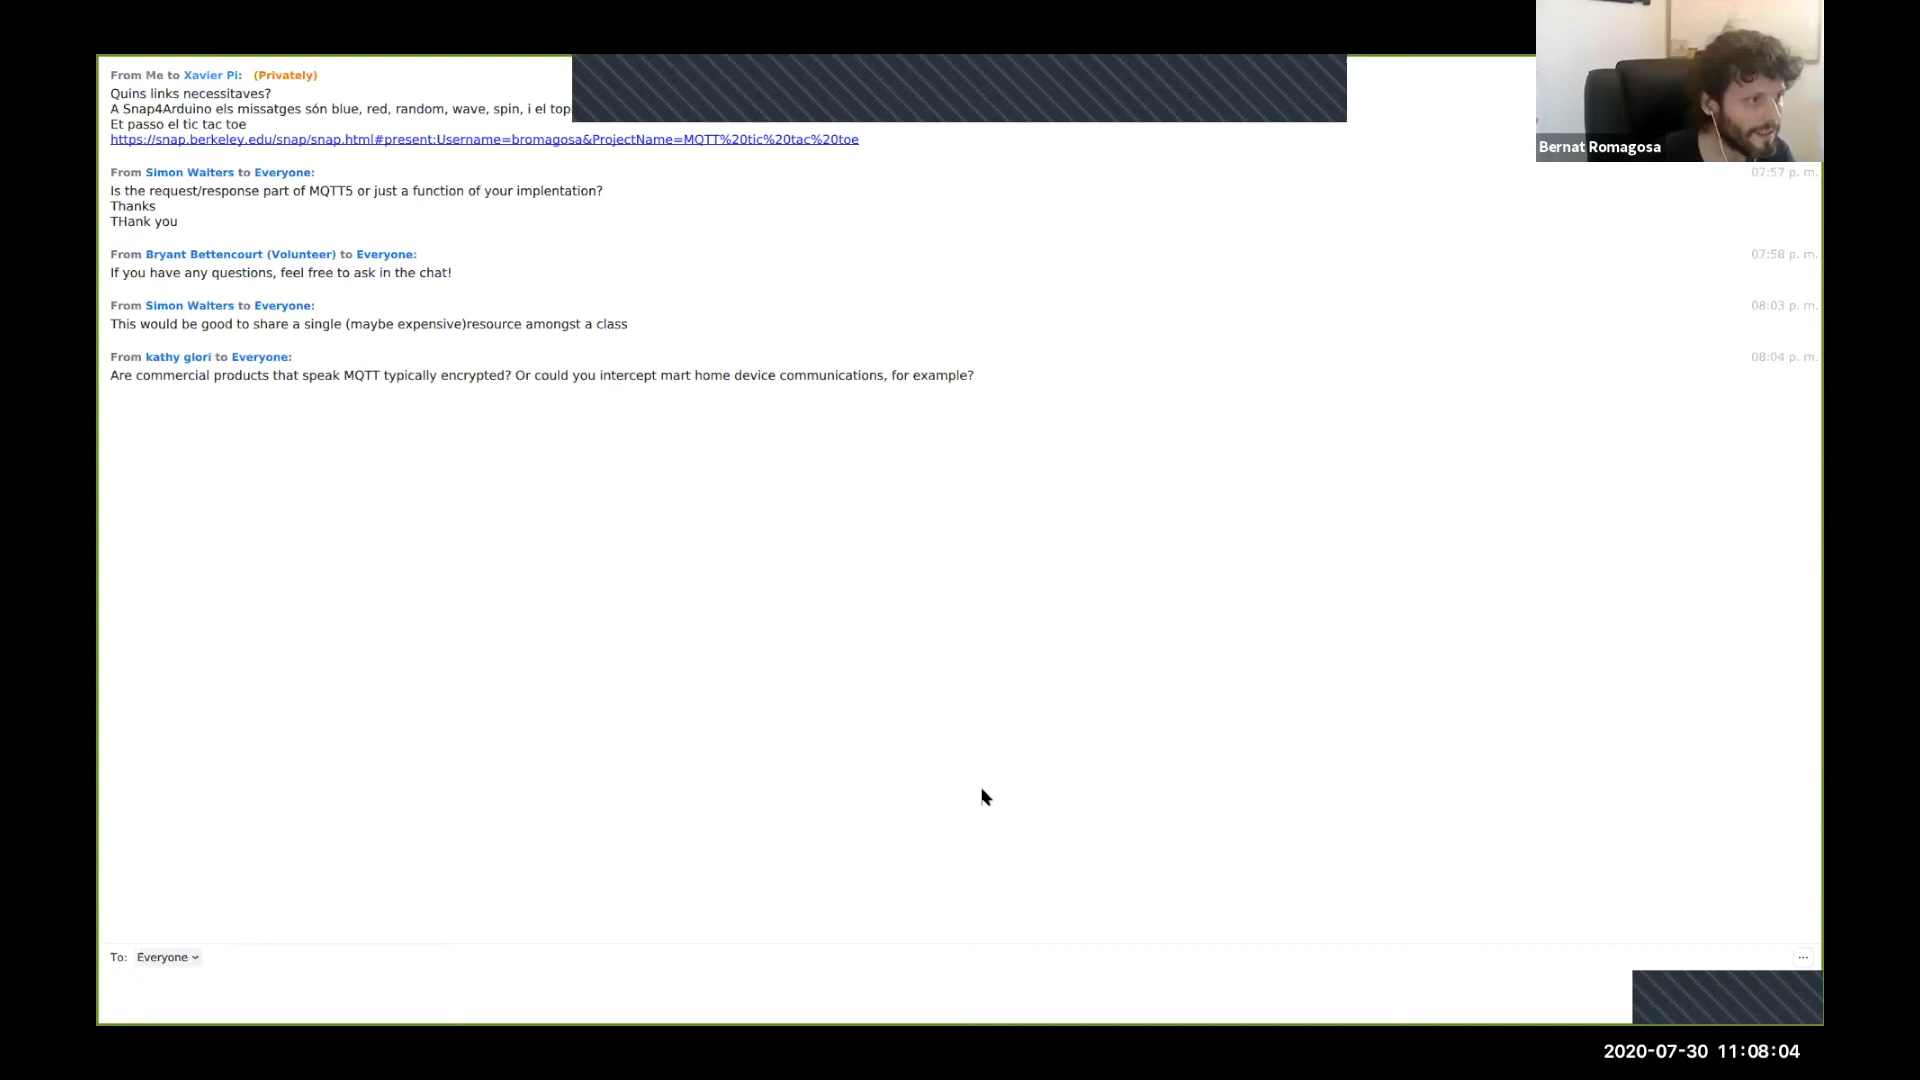 From Me to Xavier Pi: (Privately)
Quins links necessitaves?
A Snap4Arduino els missatges són blue, red, random, wave, spin, i el top
Et passo el tic tac toe
https://snap.berkeley.edu/snap/snap.html#present:Username=bromagosa&ProjectName=MQTT%20tic%20tac%20toe
Bernat Romagosa
From Simon Walters to Everyone: 07:57 p. m.
Is the request/response part of MQTT5 or just a function of your implentation?
Thanks
THank you
From Bryant Bettencourt (Volunteer) to Everyone: 07:58 p. m.
If you have any questions, feel free to ask in the chat!
From Simon Walters to Everyone: 08:03 p. m.
This would be good to share a single (maybe expensive)resource amongst a class
From kathy giori to Everyone: 08:04 p. m.
Are commercial products that speak MQTT typically encrypted? Or could you intercept mart home device communications, for example?
To: Everyone
...
2020-07-30 11:08:04